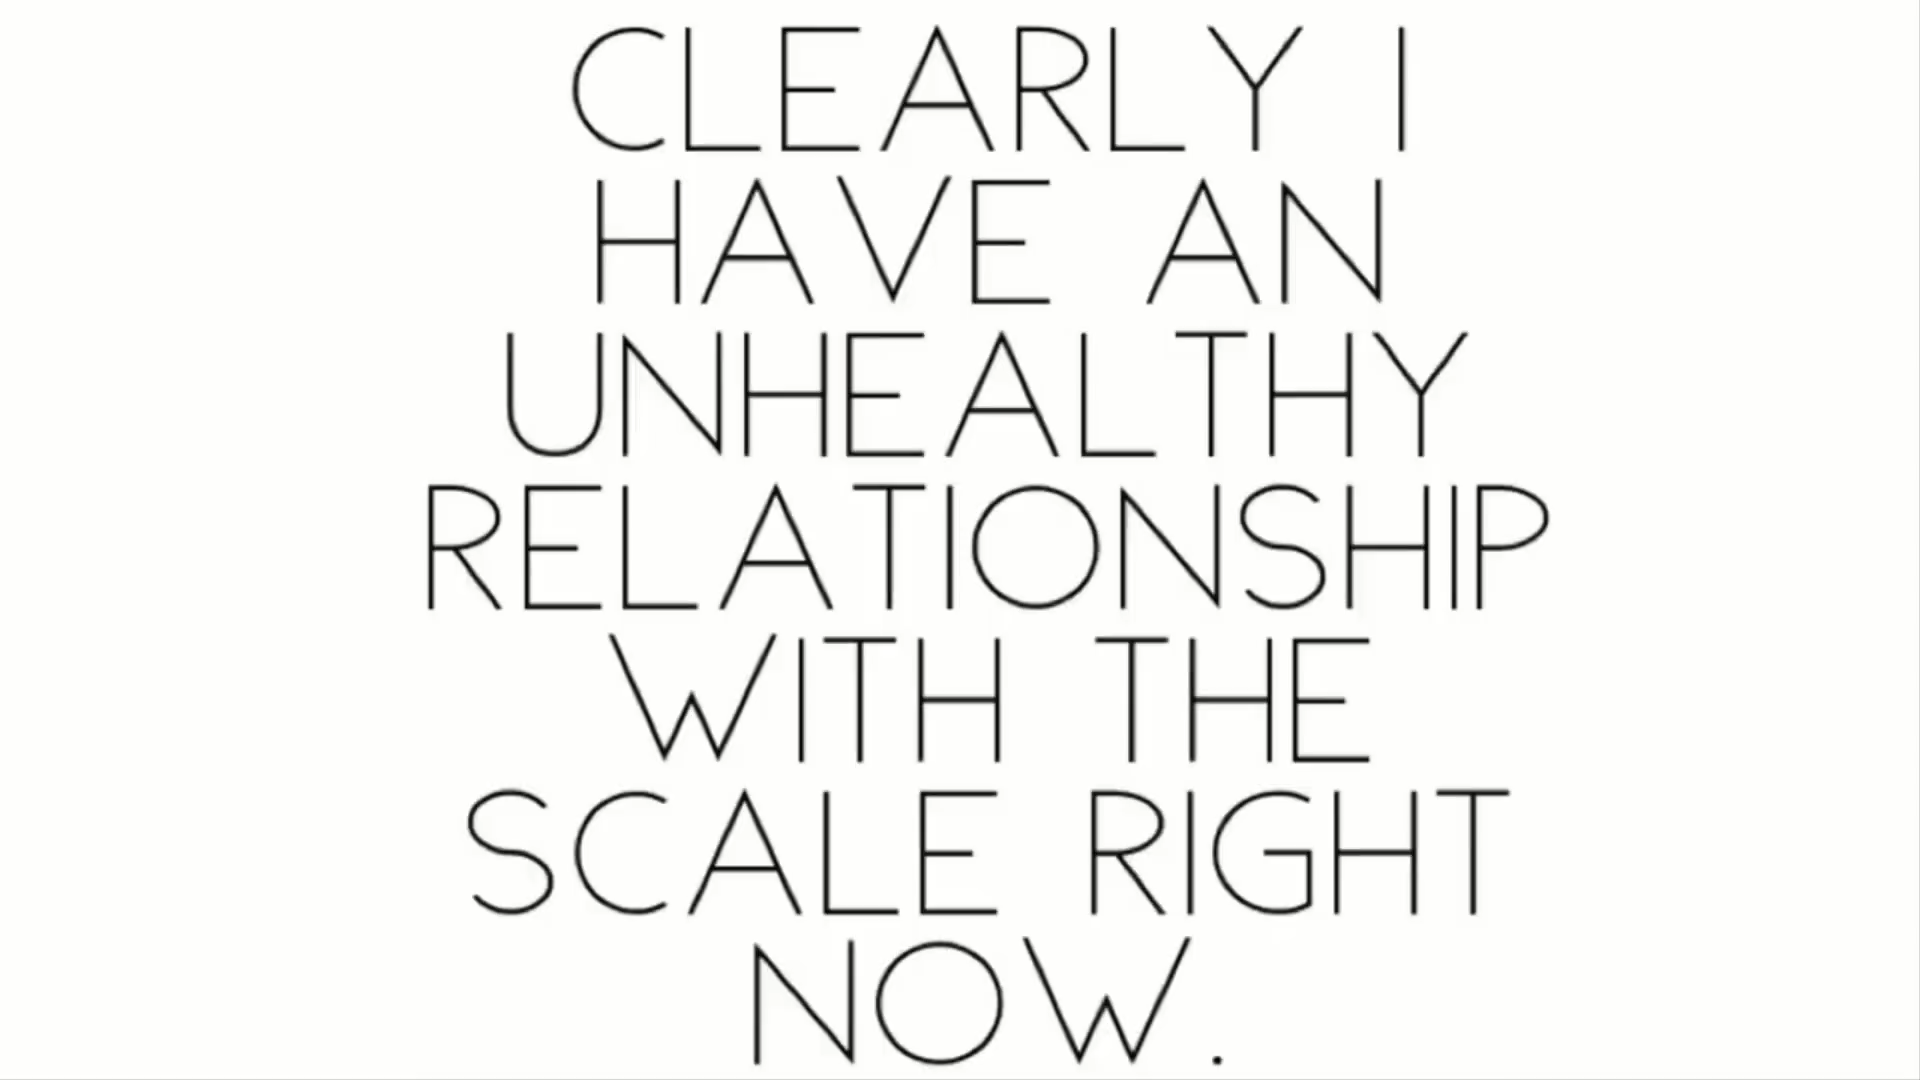 CLEARLY I
HAVE AN
UNHEALTHY
RELATIONSHIP
WITH THE
SCALE RIGHT
NOW.